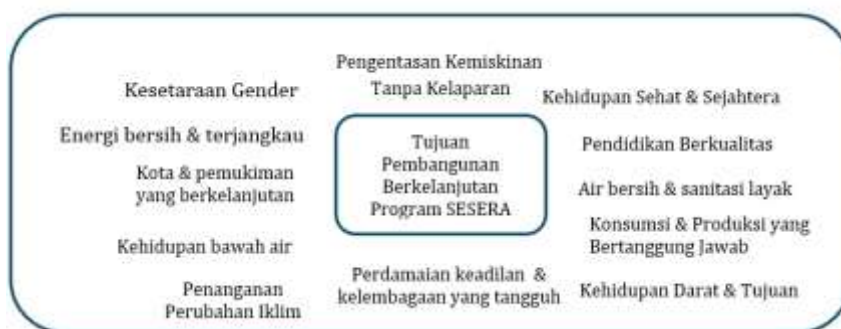 Pengentasan Kemiskinan
Tanpa Kelaparan
Kesetaraan Gender
Kehidupan Sehat & Sejahtera
Energi bersih & terjangkau
Tujuan
Pembangunan
Berkelanjutan
Program SESERA
Pendidikan Berkualitas
Kota & pemukiman
yang berkelanjutan
Air bersih & sanitasi layak
Konsumsi & Produksi yang
Bertanggung Jawab
Kehidupan bawah air
Perdamaian keadilan &
kelembagaan yang tangguh
Kehidupan Darat & Tujuan
Penanganan
Perubahan Iklim